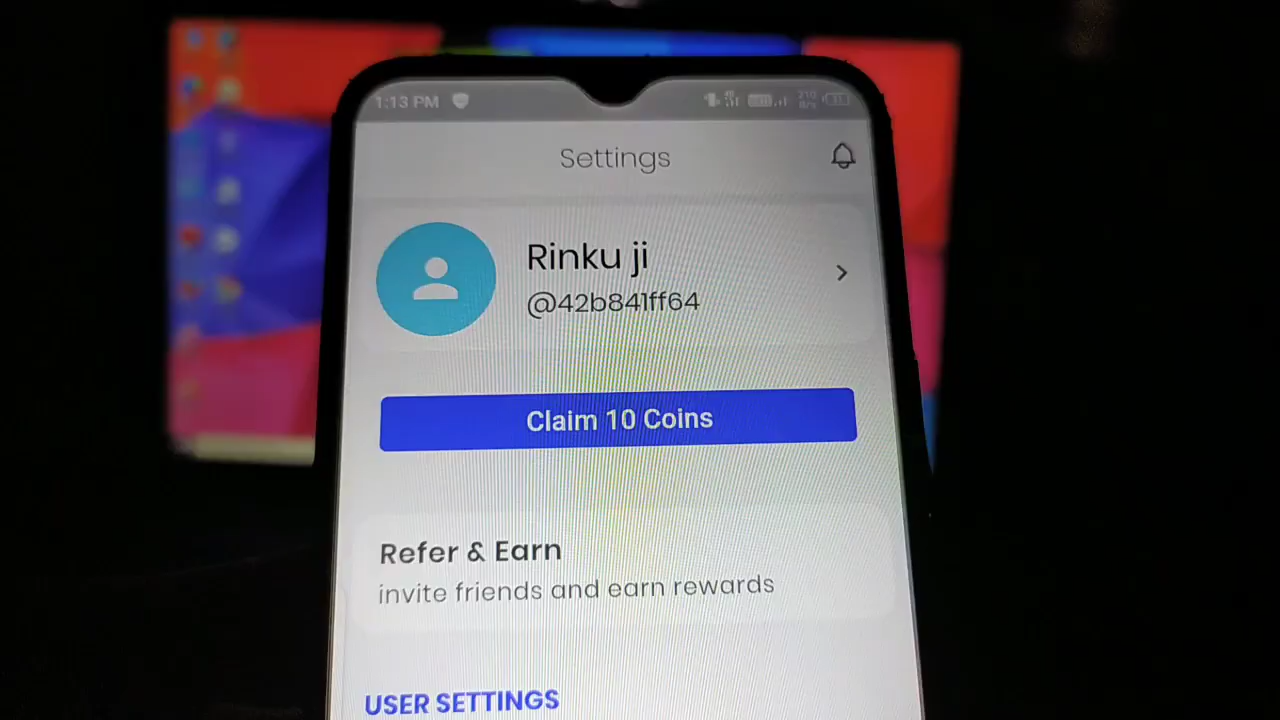 1:13 PM
Settings
Rinku ji
@42b841ff64
Claim 10 Coins
Refer & Earn
invite friends and earn rewards
USER SETTINGS